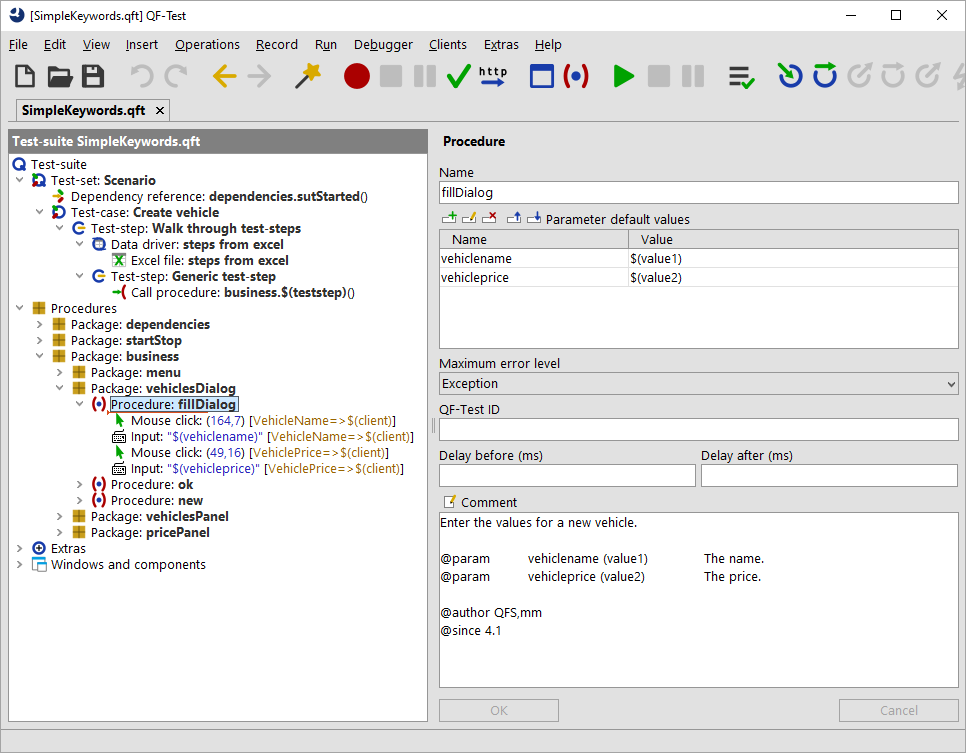 [SimpleKeywords.qft] QF-Test
File Edit View Insert Operations Record Run Debugger Clients Extras Help
http
SimpleKeywords.qft
Test-suite SimpleKeywords.qft
Test-suite
Test-set: Scenario
Dependency reference: dependencies.sutStarted()
Test-case: Create vehicle
Test-step: Walk through test-steps
Data driver: steps from excel
Excel file: steps from excel
Test-step: Generic test-step
Call procedure: business.$(teststep)()
Procedures
Package: dependencies
Package: startStop
Package: business
Package: menu
Package: vehiclesDialog
Procedure: fillDialog
Mouse click: (164,7) [VehicleName=>$(client)]
Input: "$(vehiclename)" [VehicleName=>$(client)]
Mouse click: (49,16) [VehiclePrice=>$(client)]
Input: "$(vehicleprice)" [VehiclePrice=>$(client)]
Procedure: ok
Procedure: new
Package: vehiclesPanel
Package: pricePanel
Extras
Windows and components
Procedure
Name
fillDialog
Parameter default values
Name Value
vehiclename $(value1)
vehicleprice $(value2)
Maximum error level
Exception
QF-Test ID
Delay before (ms) Delay after (ms)
Comment
Enter the values for a new vehicle.
@param vehiclename (value1) The name.
@param vehicleprice (value2) The price.
@author QFS,mm
@since 4.1
OK Cancel